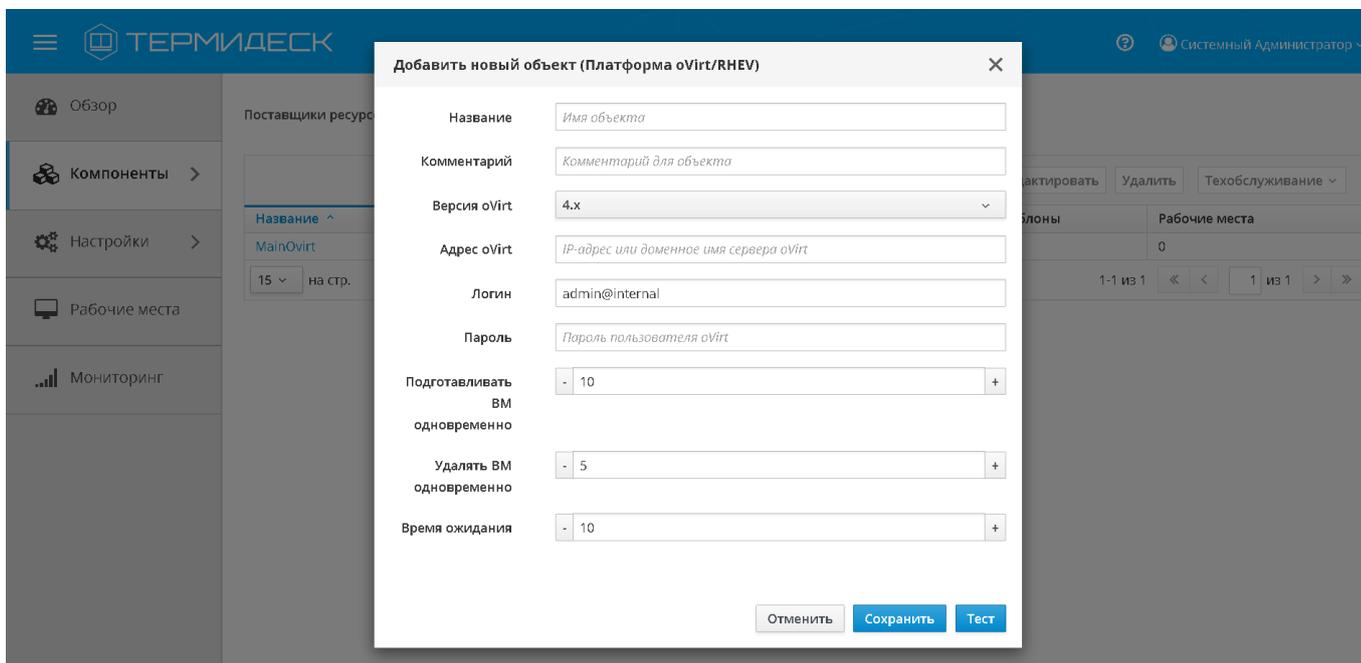 ТЕРМИДЕСК
Системный Администратор
Обзор
Компоненты
Настройки
Рабочие места
Мониторинг
Поставщики
Удалить
Техобслуживание
Название
Рабочие места
MainOvirt
0
15
на стр.
1-1 из 1
1 из 1
Добавить новый объект (Платформа oVirt/RHEV)
Название
Имя объекта
Комментарий
Комментарий для объекта
Версия oVirt
4.x
Адрес oVirt
IP-адрес или доменное имя сервера oVirt
Логин
admin@internal
Пароль
Пароль пользователя oVirt
Подготавливать
ВМ
одновременно
- 10 +
Удалять ВМ
одновременно
- 5 +
Время ожидания
- 10 +
Отменить
Сохранить
Тест